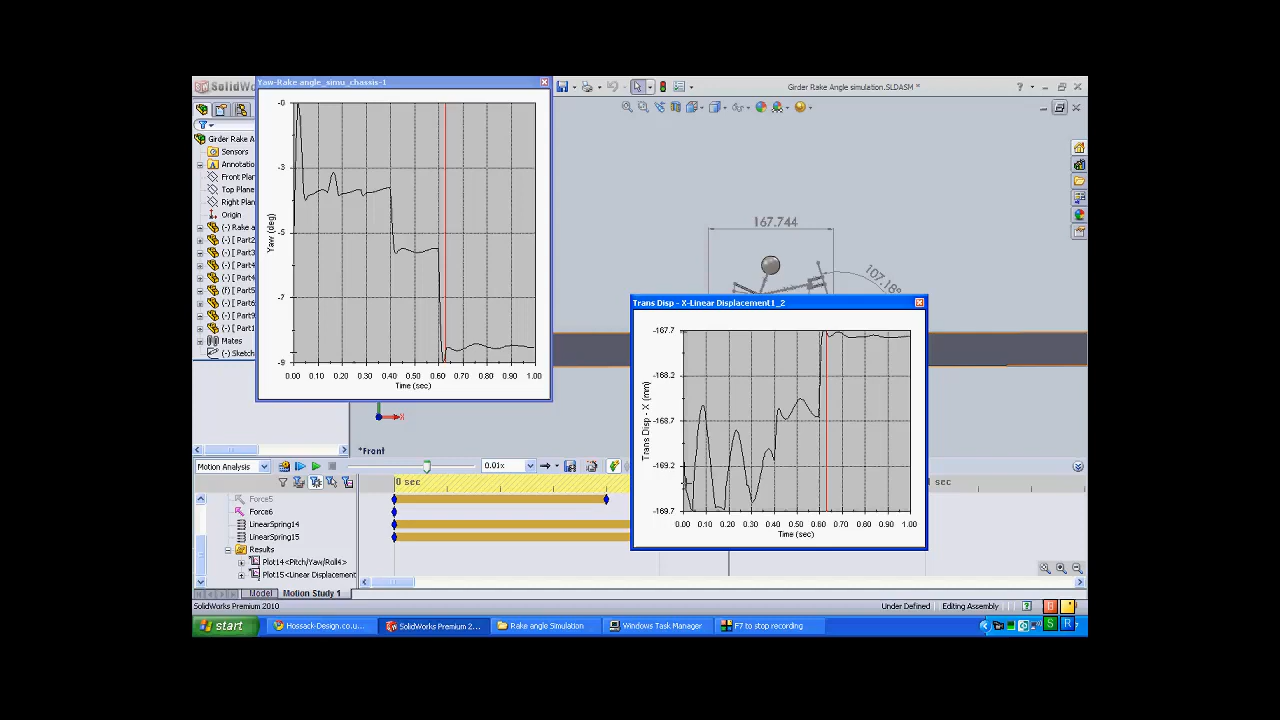 SolidW
Yaw-Rake angle_simu_chassis-1
Girder Rake Angle simulation.SLDASM *
Girder Rake A
Sensors
Annotatio
Front Plan
Top Plane
Right Plan
Origin
(-) Rake a
(-) [ Part2
(-) [ Part3
(-) [ Part4
(-) [ Part4
(f) [ Part5
(-) [ Part6
(-) [ Part9
(-) [ Part1
Mates
(-) Sketch
-0
-3
-5
-7
-9
Yaw (deg)
0.00 0.10 0.20 0.30 0.40 0.50 0.60 0.70 0.80 0.90 1.00
Time (sec)
167.744
107.18°
Trans Disp - X-Linear Displacement1_2
-167.7
-168.2
-168.7
-169.2
-169.7
Trans Disp - X (mm)
0.00 0.10 0.20 0.30 0.40 0.50 0.60 0.70 0.80 0.90 1.00
Time (sec)
X
*Front
Motion Analysis
0.01x
0 sec
1 sec
Force5
Force6
LinearSpring14
LinearSpring15
Results
Plot14<Pitch/Yaw/Roll4>
Plot15<Linear Displacement
Model Motion Study 1
SolidWorks Premium 2010
Under Defined Editing Assembly
start
Hossack-Design.co.u...
SolidWorks Premium 2...
Rake angle Simulation
Windows Task Manager
F7 to stop recording
S
R